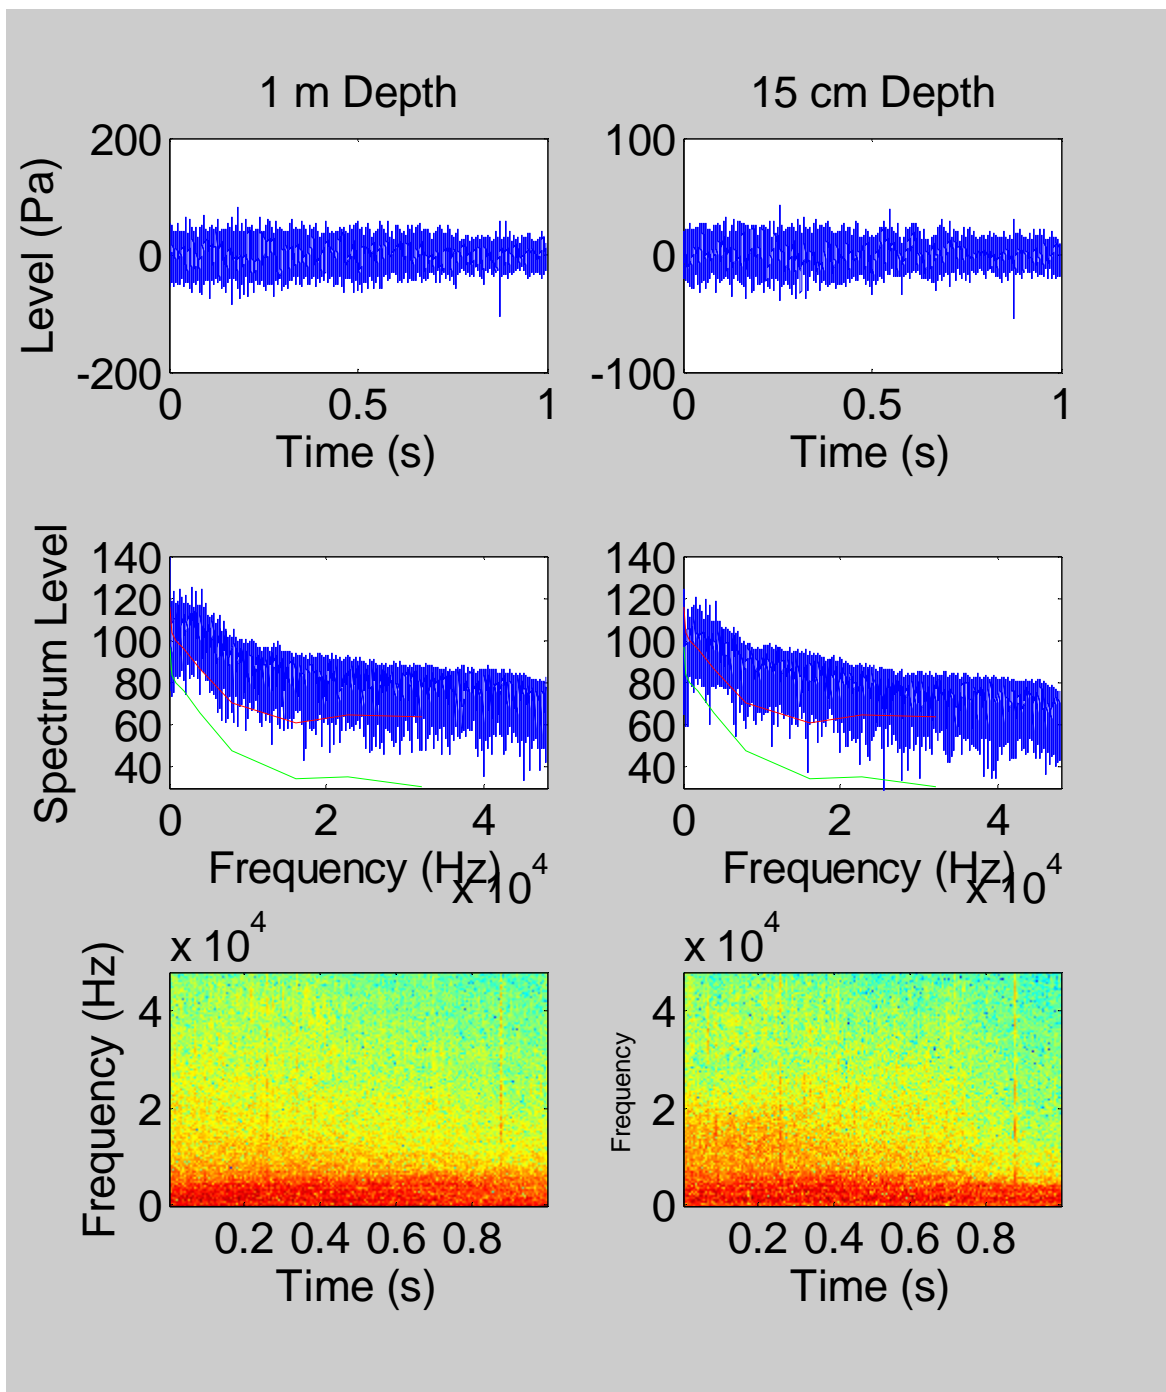 1 m Depth
15 cm Depth
Level (Pa)
200
0
-200
0 0.5 1
Time (s)
100
0
-100
0 0.5 1
Time (s)
Spectrum Level
140
120
100
80
60
40
0 2 4
Frequency (Hz)
x 10^4
140
120
100
80
60
40
0 2 4
Frequency (Hz)
x 10^4
x 10^4
Frequency (Hz)
4
2
0
0.2 0.4 0.6 0.8
Time (s)
x 10^4
Frequency
4
2
0
0.2 0.4 0.6 0.8
Time (s)